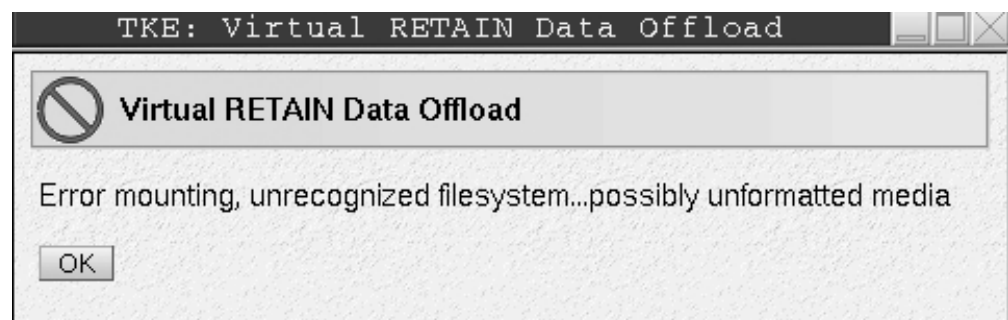 TKE: Virtual RETAIN Data Offload
Virtual RETAIN Data Offload
Error mounting, unrecognized filesystem...possibly unformatted media
OK